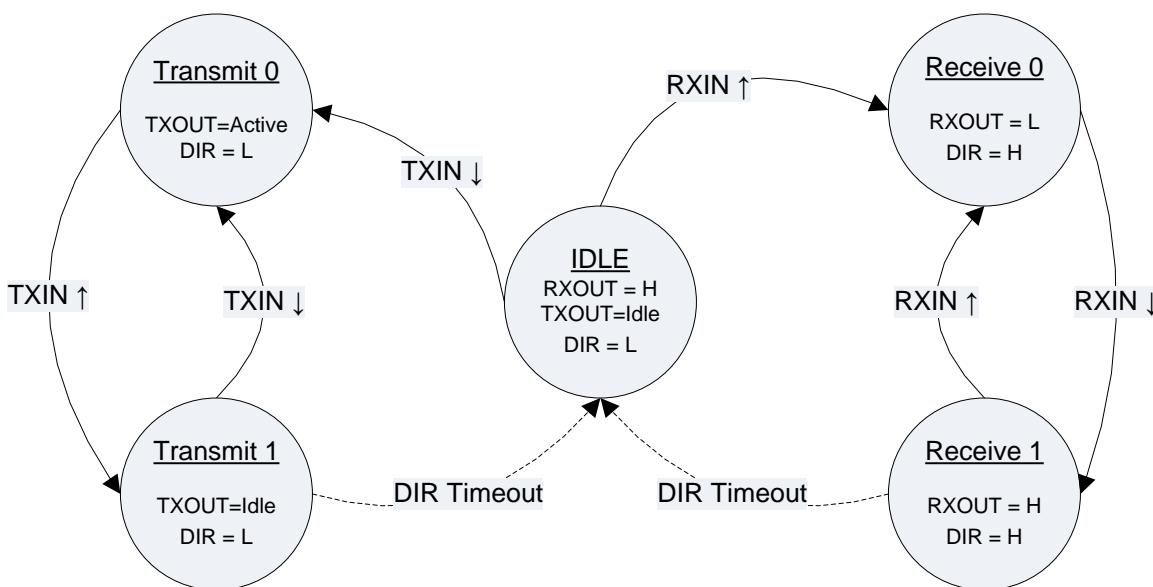 Transmit 0
TXOUT=Active
DIR = L
TXIN ↓
RXIN ↑
Receive 0
RXOUT = L
DIR = H
IDLE
RXOUT = H
TXOUT=Idle
DIR = L
TXIN ↑
TXIN ↓
RXIN ↑
RXIN ↓
Transmit 1
TXOUT=Idle
DIR = L
DIR Timeout
DIR Timeout
Receive 1
RXOUT = H
DIR = H